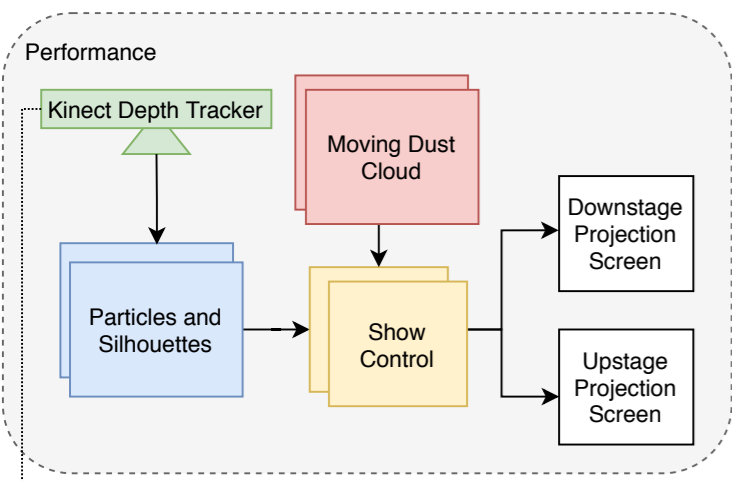 Performance
Kinect Depth Tracker
Moving Dust
Cloud
Downstage
Projection
Screen
Particles and
Silhouettes
Show
Control
Upstage
Projection
Screen